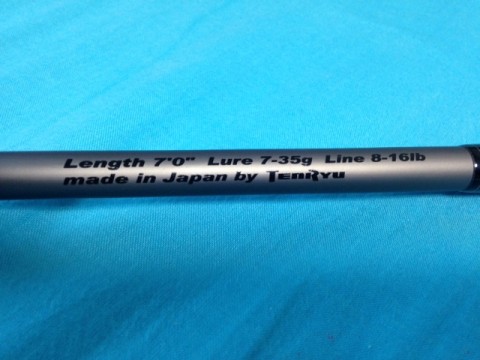 Length 7'0" Lure 7-35g Line 8-16lb
made in Japan by TENRYU